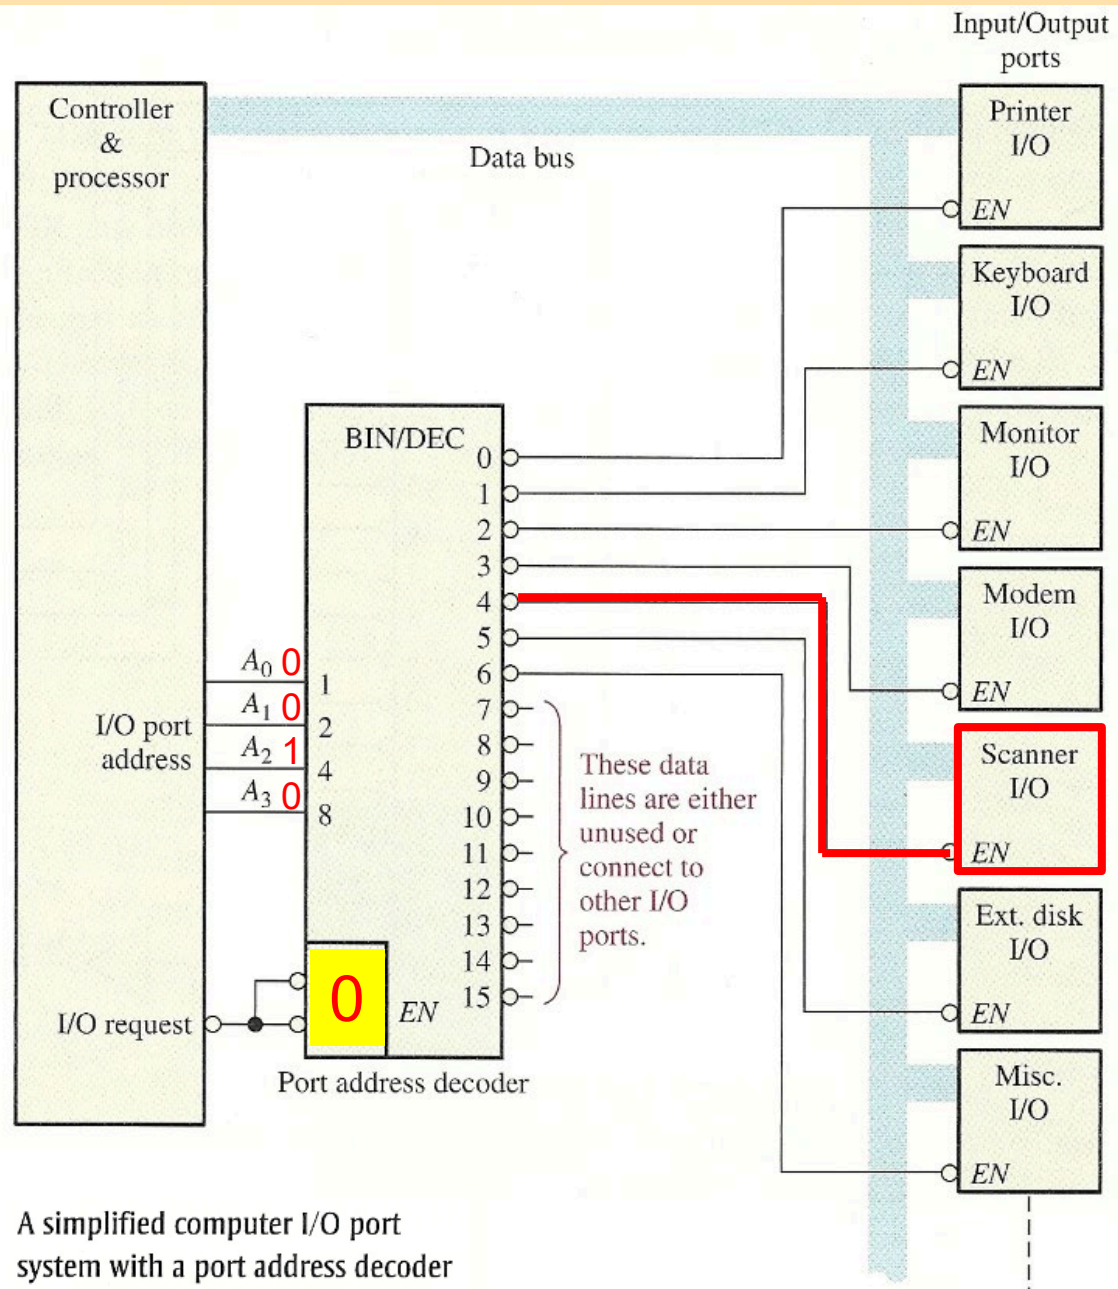 Input/Output
ports
Controller
&
processor
Data bus
Printer
I/O
EN
Keyboard
I/O
EN
Monitor
I/O
EN
Modem
I/O
EN
Scanner
I/O
EN
Ext. disk
I/O
EN
Misc.
I/O
EN
BIN/DEC
0
1
2
3
4
5
6
7
8
9
10
11
12
13
14
15
I/O port
address
A0 0
A1 0
A2 1
A3 0
1
2
4
8
These data
lines are either
unused or
connect to
other I/O
ports.
I/O request
0
EN
Port address decoder
A simplified computer I/O port
system with a port address decoder